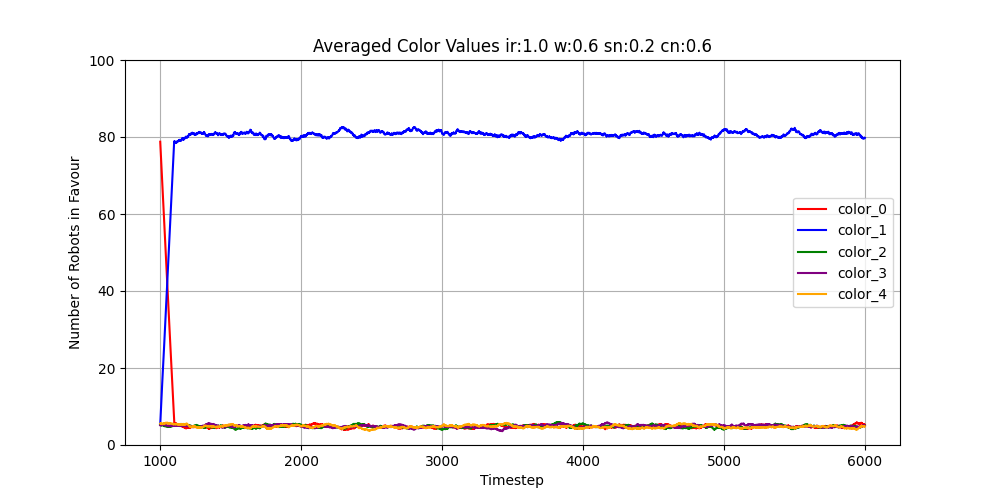 Averaged Color Values ir:1.0 w:0.6 sn:0.2 cn:0.6
Number of Robots in Favour
100
80
60
40
20
0
color_0
color_1
color_2
color_3
color_4
1000 2000 3000 4000 5000 6000
Timestep